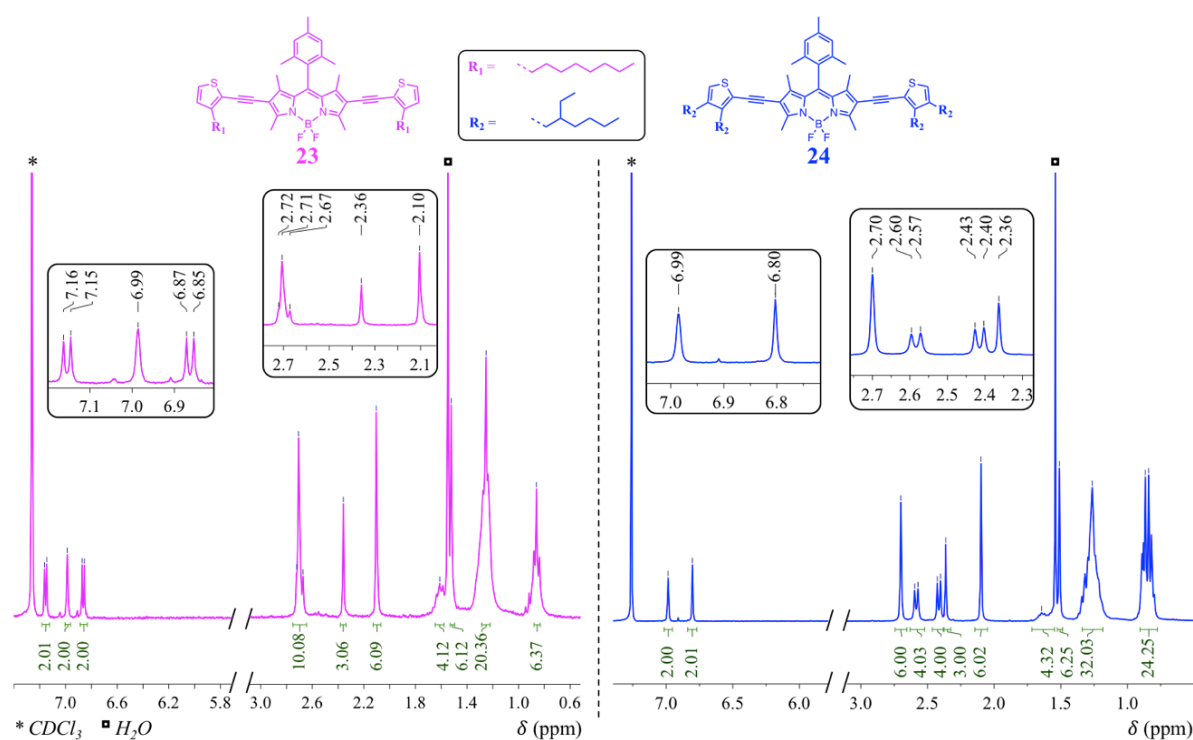 S
S
R₁
R₁
N
N
B
F
F
23
R₁ =
R₂ =
S
S
R₂
R₂
R₂
R₂
N
N
B
F
F
24
*
¤
*
¤
7.16
7.15
6.99
6.87
6.85
7.1 7.0 6.9
2.72
2.71
2.67
2.36
2.10
2.7 2.5 2.3 2.1
6.99
6.80
7.0 6.9 6.8
2.70
2.60
2.57
2.43
2.40
2.36
2.7 2.6 2.5 2.4 2.3
2.01
2.00
2.00
10.08
3.06
6.09
4.12
6.12
20.36
6.37
2.00
2.01
6.00
4.03
4.00
3.00
6.02
4.32
6.25
32.03
24.25
7.0 6.6 6.2 5.8 3.0 2.6 2.2 1.8 1.4 1.0 0.6
7.0 6.5 6.0 3.0 2.5 2.0 1.5 1.0
* CDCl₃ ¤ H₂O δ (ppm) δ (ppm)